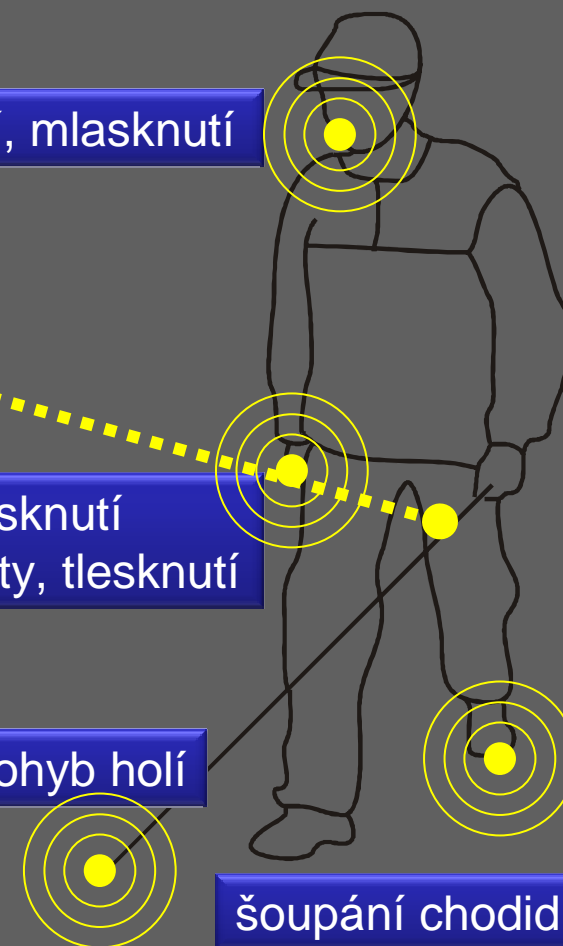 í, mlasknutí
sknutí
ty, tlesknutí
ohyb holí
šoupání chodid